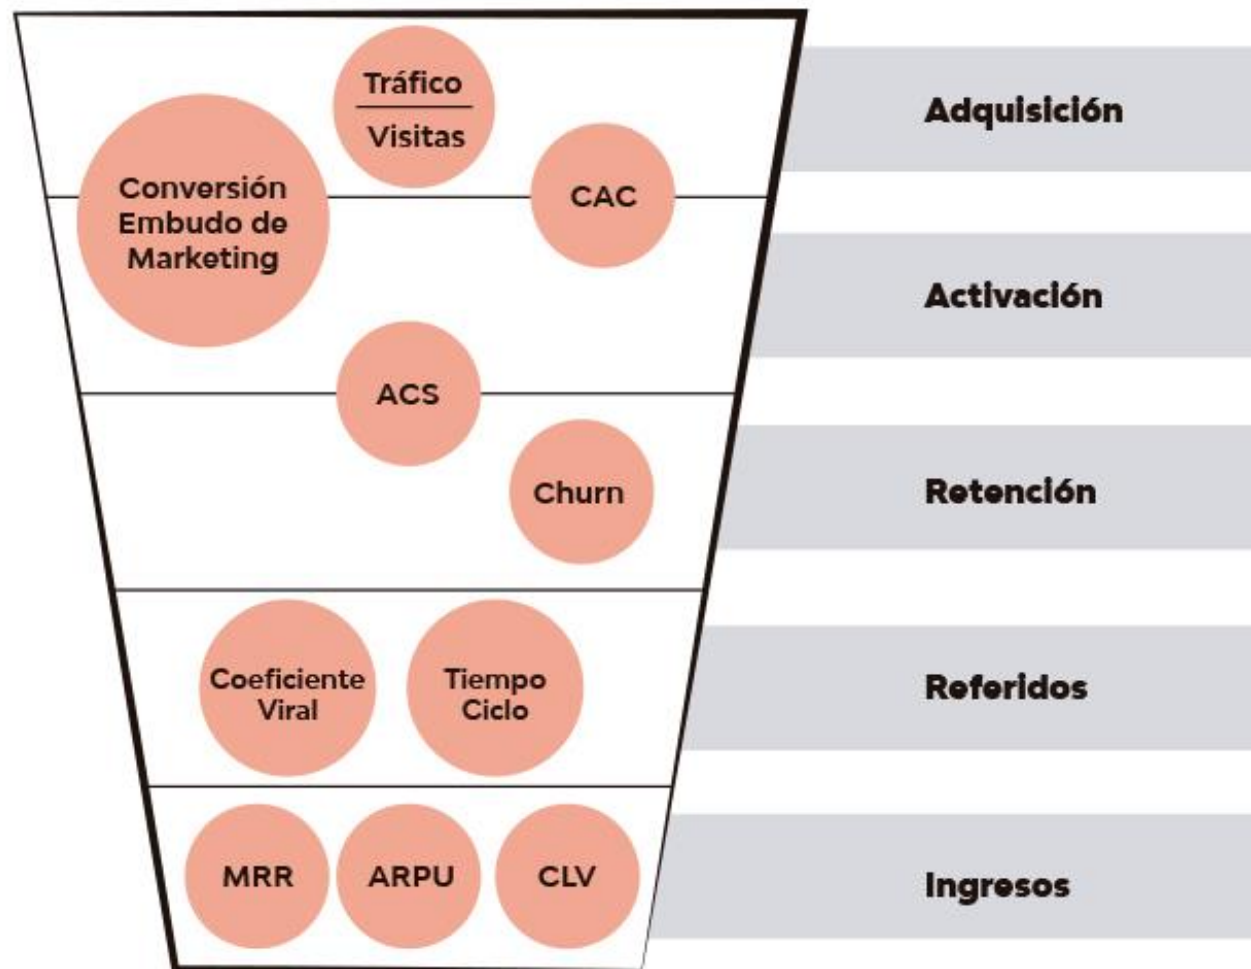 Tráfico
Visitas
Adquisición
Conversión
Embudo de
Marketing
CAC
Activación
ACS
Churn
Retención
Coeficiente
Viral
Tiempo
Ciclo
Referidos
MRR
ARPU
CLV
Ingresos